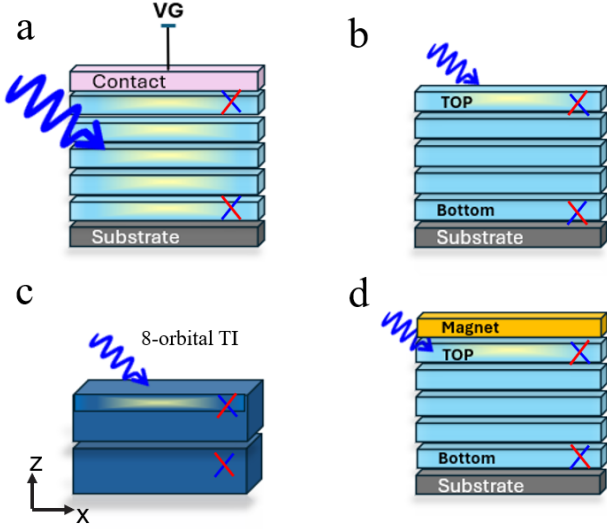 a
VG
Contact
Substrate
b
TOP
Bottom
Substrate
c
8-orbital TI
Z
X
d
Magnet
TOP
Bottom
Substrate